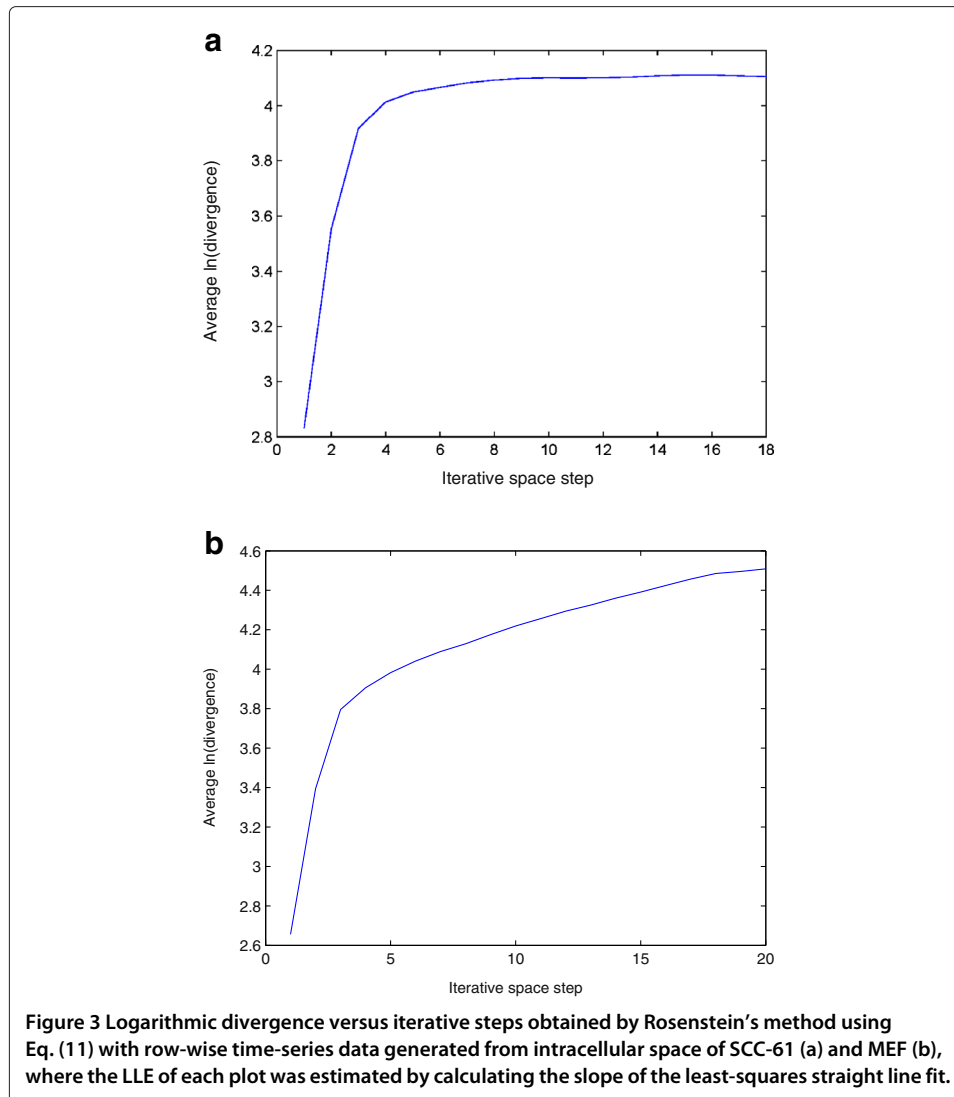 a
4.2
4
3.8
3.6
3.4
3.2
3
2.8
Average ln(divergence)
0 2 4 6 8 10 12 14 16 18
Iterative space step
b
4.6
4.4
4.2
4
3.8
3.6
3.4
3.2
3
2.8
2.6
Average ln(divergence)
0 5 10 15 20
Iterative space step
Figure 3 Logarithmic divergence versus iterative steps obtained by Rosenstein's method using
Eq. (11) with row-wise time-series data generated from intracellular space of SCC-61 (a) and MEF (b),
where the LLE of each plot was estimated by calculating the slope of the least-squares straight line fit.